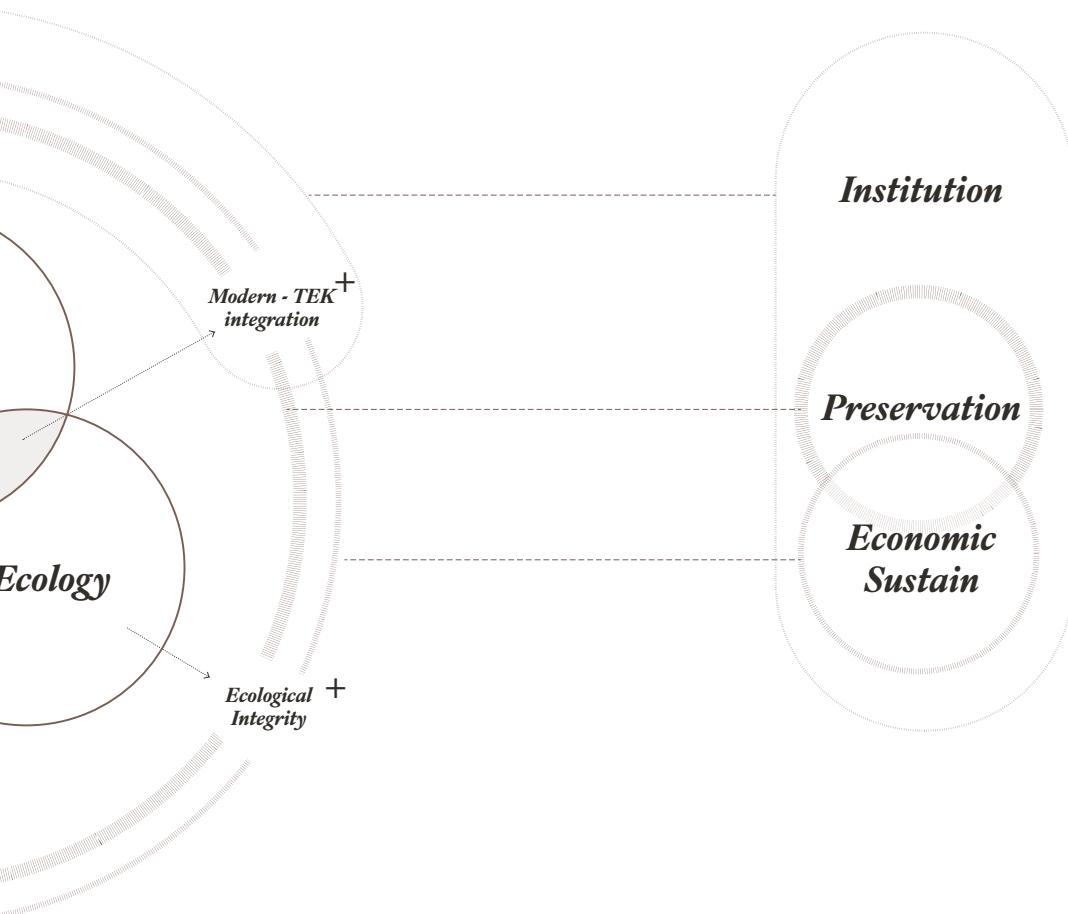 Institution
Modern - TEK +
integration
Preservation
Economic
Sustain
Ecology
Ecological +
Integrity